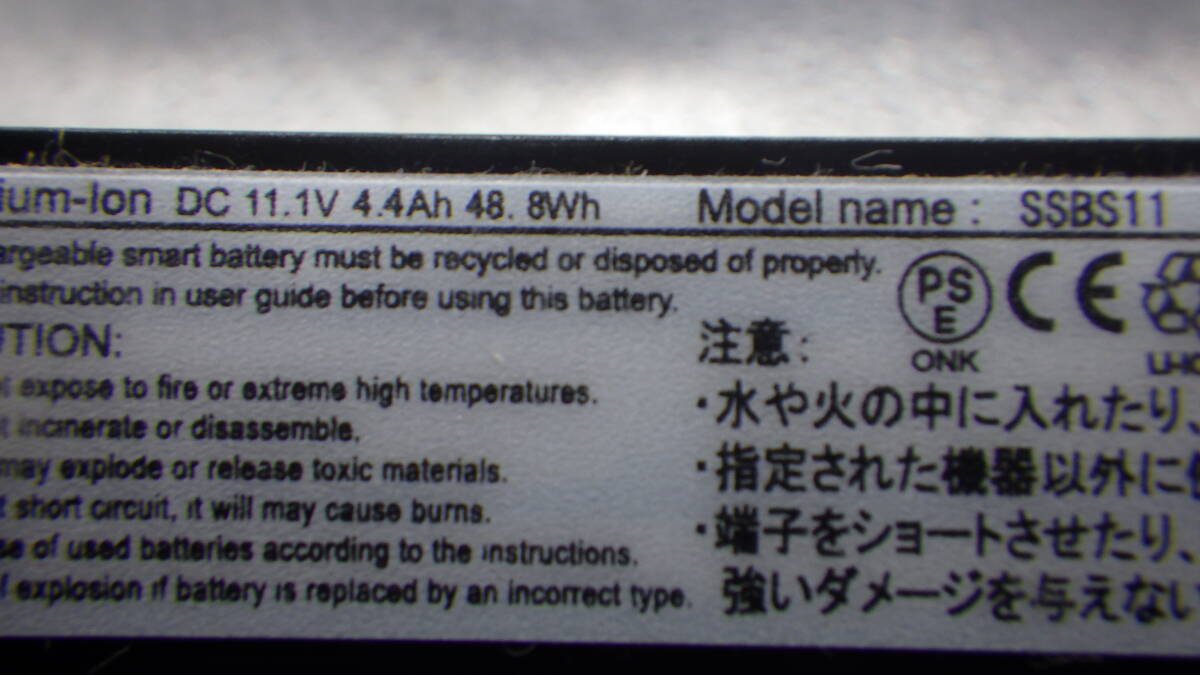 ium-Ion DC 11.1V 4.4Ah 48. 8Wh Model name : SSBS11
argeable smart battery must be recycled or disposed of properly.
instruction in user guide before using this battery.
PS
E
CE
ONK
UTION:
expose to fire or extreme high temperatures.
incinerate or disassemble.
may explode or release toxic materials.
t short circuit, it will may cause burns.
se of used batteries according to the instructions.
f explosion if battery is replaced by an incorrect type.
注意:
・水や火の中に入れたり、
・指定された機器以外に
・端子をショートさせたり、
強いダメージを与えない